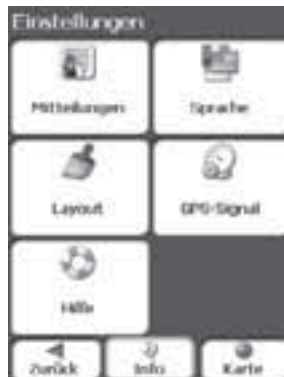 Einstellungen
Mitteilungen
Sprache
Layout
GPS-Signal
Hilfe
Zurück
Info
Karte